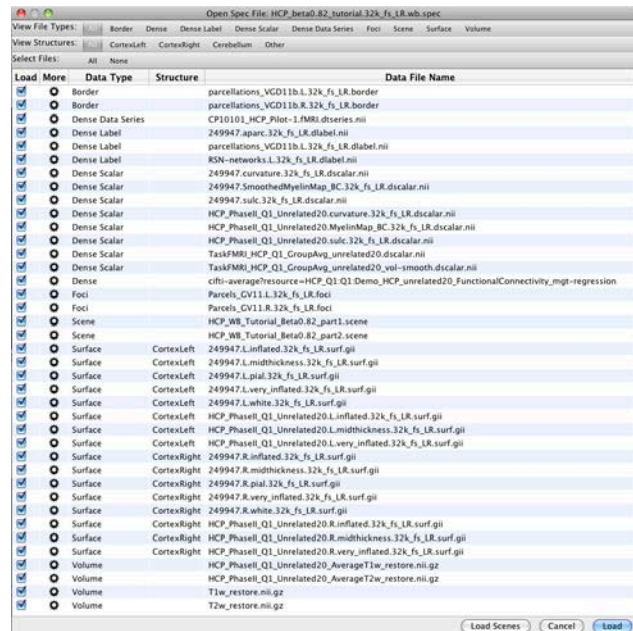 Open Spec File: HCP_beta0.82_tutorial.32k_fs_LR.wb.spec
View File Types: All Border Dense Dense Label Dense Scalar Dense Data Series Foci Scene Surface Volume
View Structures: All CortexLeft CortexRight Cerebellum Other
Select Files: All None
Load More Data Type Structure Data File Name
Border parcellations_VGD11b.L.32k_fs_LR.border
Border parcellations_VGD11b.R.32k_fs_LR.border
Dense Data Series CP10101_HCP_Pilot-1.fMRI.dtseries.nii
Dense Label 249947.aparc.32k_fs_LR.dlabel.nii
Dense Label parcellations_VGD11b.L.32k_fs_LR.dlabel.nii
Dense Label RSN-networks.L.32k_fs_LR.dlabel.nii
Dense Scalar 249947.curvature.32k_fs_LR.dscalar.nii
Dense Scalar 249947.SmoothedMyelinMap_BC.32k_fs_LR.dscalar.nii
Dense Scalar 249947.sulc.32k_fs_LR.dscalar.nii
Dense Scalar HCP_PhaseII_Q1_Unrelated20.curvature.32k_fs_LR.dscalar.nii
Dense Scalar HCP_PhaseII_Q1_Unrelated20.MyelinMap_BC.32k_fs_LR.dscalar.nii
Dense Scalar HCP_PhaseII_Q1_Unrelated20.sulc.32k_fs_LR.dscalar.nii
Dense Scalar TaskFMRI_HCP_Q1_GroupAvg_unrelated20.dscalar.nii
Dense Scalar TaskFMRI_HCP_Q1_GroupAvg_unrelated20_vol-smooth.dscalar.nii
Dense cifti-average?resource=HCP_Q1:Q1:Demo_HCP_unrelated20_FunctionalConnectivity_mgt-regression
Foci Parcels_GV11.L.32k_fs_LR.foci
Foci Parcels_GV11.R.32k_fs_LR.foci
Scene HCP_WB_Tutorial_Beta0.82_part1.scene
Scene HCP_WB_Tutorial_Beta0.82_part2.scene
Surface CortexLeft 249947.L.inflated.32k_fs_LR.surf.gii
Surface CortexLeft 249947.L.midthickness.32k_fs_LR.surf.gii
Surface CortexLeft 249947.L.pial.32k_fs_LR.surf.gii
Surface CortexLeft 249947.L.very_inflated.32k_fs_LR.surf.gii
Surface CortexLeft 249947.L.white.32k_fs_LR.surf.gii
Surface CortexLeft HCP_PhaseII_Q1_Unrelated20.L.inflated.32k_fs_LR.surf.gii
Surface CortexLeft HCP_PhaseII_Q1_Unrelated20.L.midthickness.32k_fs_LR.surf.gii
Surface CortexLeft HCP_PhaseII_Q1_Unrelated20.L.very_inflated.32k_fs_LR.surf.gii
Surface CortexRight 249947.R.inflated.32k_fs_LR.surf.gii
Surface CortexRight 249947.R.midthickness.32k_fs_LR.surf.gii
Surface CortexRight 249947.R.pial.32k_fs_LR.surf.gii
Surface CortexRight 249947.R.very_inflated.32k_fs_LR.surf.gii
Surface CortexRight 249947.R.white.32k_fs_LR.surf.gii
Surface CortexRight HCP_PhaseII_Q1_Unrelated20.R.inflated.32k_fs_LR.surf.gii
Surface CortexRight HCP_PhaseII_Q1_Unrelated20.R.midthickness.32k_fs_LR.surf.gii
Surface CortexRight HCP_PhaseII_Q1_Unrelated20.R.very_inflated.32k_fs_LR.surf.gii
Volume HCP_PhaseII_Q1_Unrelated20_AverageT1w_restore.nii.gz
Volume HCP_PhaseII_Q1_Unrelated20_AverageT2w_restore.nii.gz
Volume T1w_restore.nii.gz
Volume T2w_restore.nii.gz
Load Scenes Cancel Load